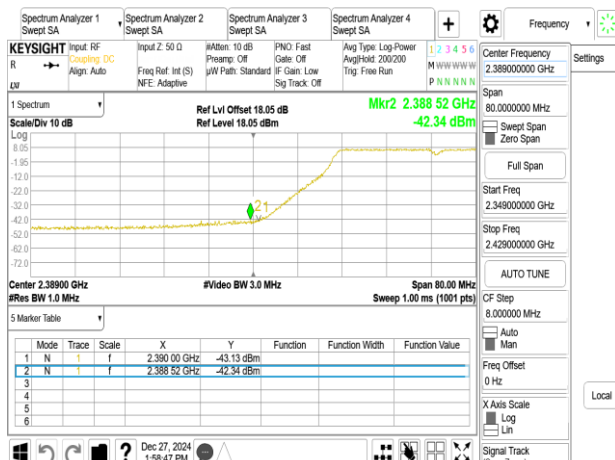 Spectrum Analyzer 1
Swept SA
Spectrum Analyzer 2
Swept SA
Spectrum Analyzer 3
Swept SA
Spectrum Analyzer 4
Swept SA
+
Frequency
Settings
KEYSIGHT
R
Input: RF
Coupling: DC
Align: Auto
Input Z: 50 Ω
Freq Ref: Int (S)
NFE: Adaptive
#Atten: 10 dB
Preamp: Off
µW Path: Standard
PNO: Fast
Gate: Off
IF Gain: Low
Sig Track: Off
Avg Type: Log-Power
Avg|Hold: 200/200
Trig: Free Run
1 2 3 4 5 6
M W W W W W
P N N N N N
1 Spectrum
Scale/Div 10 dB
Log
Ref Lvl Offset 18.05 dB
Ref Level 18.05 dBm
Mkr2 2.388 52 GHz
-42.34 dBm
8.05
-1.95
-12.0
-22.0
-32.0
-42.0
-52.0
-62.0
-72.0
2 1
Center 2.38900 GHz
#Res BW 1.0 MHz
#Video BW 3.0 MHz
Span 80.00 MHz
Sweep 1.00 ms (1001 pts)
5 Marker Table
Mode Trace Scale X Y Function Function Width Function Value
1 N 1 f 2.390 00 GHz -43.13 dBm
2 N 1 f 2.388 52 GHz -42.34 dBm
3
4
5
6
?
Dec 27, 2024
1:58:47 PM
Center Frequency
2.389000000 GHz
Span
80.0000000 MHz
Swept Span
Zero Span
Full Span
Start Freq
2.349000000 GHz
Stop Freq
2.429000000 GHz
AUTO TUNE
CF Step
8.000000 MHz
Auto
Man
Freq Offset
0 Hz
X Axis Scale
Log
Lin
Signal Track
Local